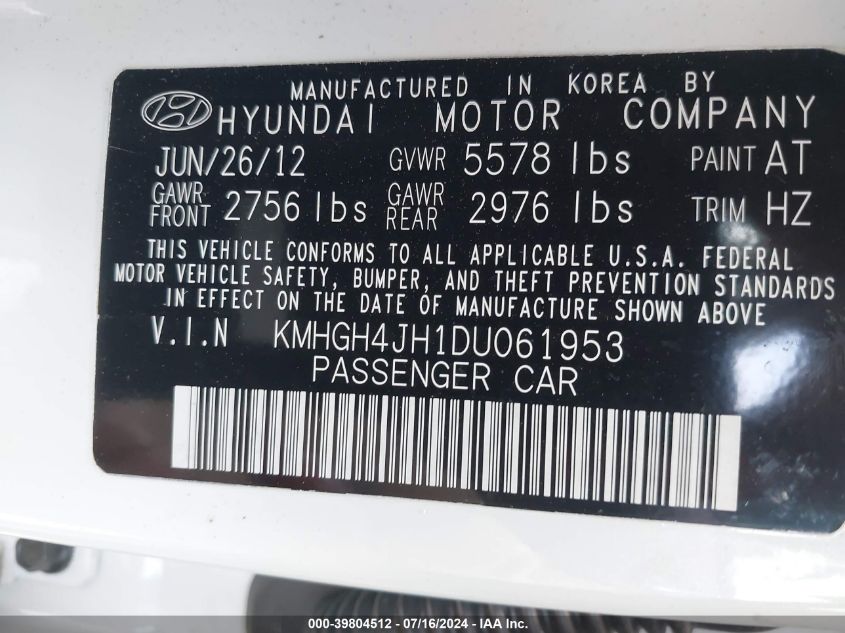 MANUFACTURED IN KOREA BY
HYUNDAI MOTOR COMPANY
JUN/26/12 GVWR 5578 lbs PAINT AT
GAWR FRONT 2756 lbs GAWR REAR 2976 lbs TRIM HZ
THIS VEHICLE CONFORMS TO ALL APPLICABLE U.S.A. FEDERAL
MOTOR VEHICLE SAFETY, BUMPER, AND THEFT PREVENTION STANDARDS
IN EFFECT ON THE DATE OF MANUFACTURE SHOWN ABOVE
V.I.N KMHGH4JH1DU061953
PASSENGER CAR
000-39804512 - 07/16/2024 - IAA Inc.